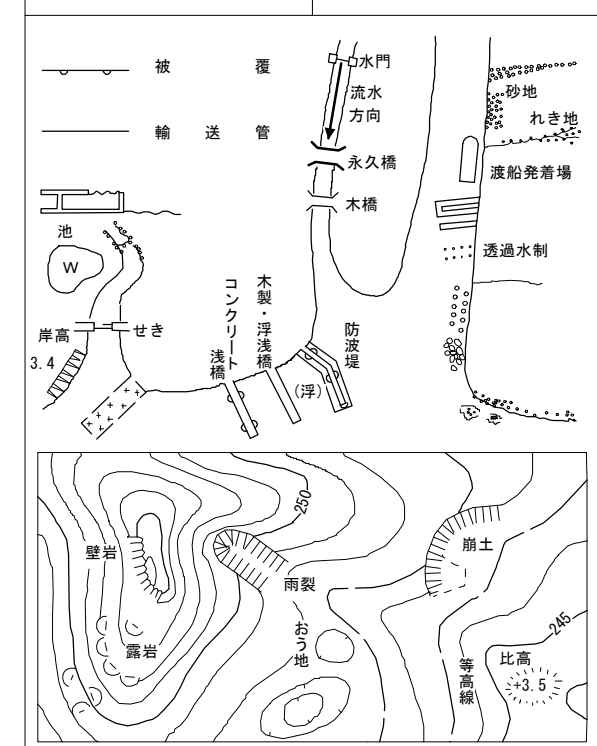 被覆
輸送管
水門
流水
方向
永久橋
木橋
砂地
れき地
渡船発着場
透過水制
池
W
岸高
3.4
せき
コンクリート
浅橋
木製・浮浅橋
(浮)
防波堤
250
壁岩
露岩
雨裂
おう地
崩土
等高線
245
比高
+3.5